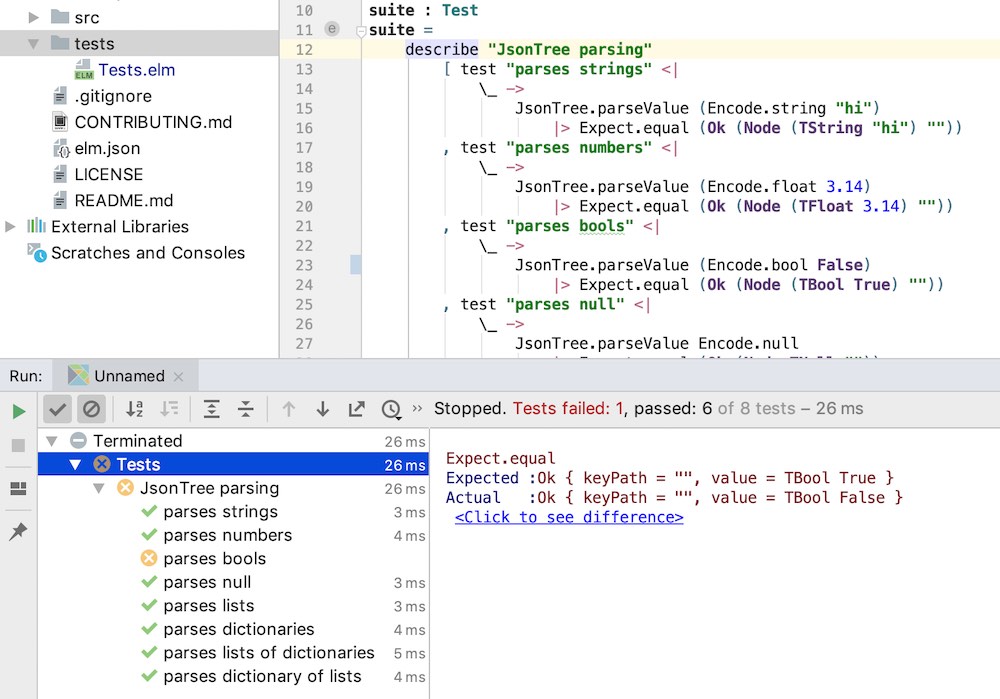 src
tests
Tests.elm
.gitignore
CONTRIBUTING.md
elm.json
LICENSE
README.md
External Libraries
Scratches and Consoles
10 suite : Test
11 suite =
12 describe "JsonTree parsing"
13 [ test "parses strings" <|
14 \_ ->
15 JsonTree.parseValue (Encode.string "hi")
16 |> Expect.equal (Ok (Node (TString "hi") ""))
17 , test "parses numbers" <|
18 \_ ->
19 JsonTree.parseValue (Encode.float 3.14)
20 |> Expect.equal (Ok (Node (TFloat 3.14) ""))
21 , test "parses bools" <|
22 \_ ->
23 JsonTree.parseValue (Encode.bool False)
24 |> Expect.equal (Ok (Node (TBool True) ""))
25 , test "parses null" <|
26 \_ ->
27 JsonTree.parseValue Encode.null
Run: Unnamed
Stopped. Tests failed: 1, passed: 6 of 8 tests – 26 ms
Terminated 26 ms
Tests 26 ms
JsonTree parsing 26 ms
parses strings 3 ms
parses numbers 4 ms
parses bools
parses null 3 ms
parses lists 3 ms
parses dictionaries 4 ms
parses lists of dictionaries 5 ms
parses dictionary of lists 4 ms
Expect.equal
Expected :Ok { keyPath = "", value = TBool True }
Actual :Ok { keyPath = "", value = TBool False }
<Click to see difference>